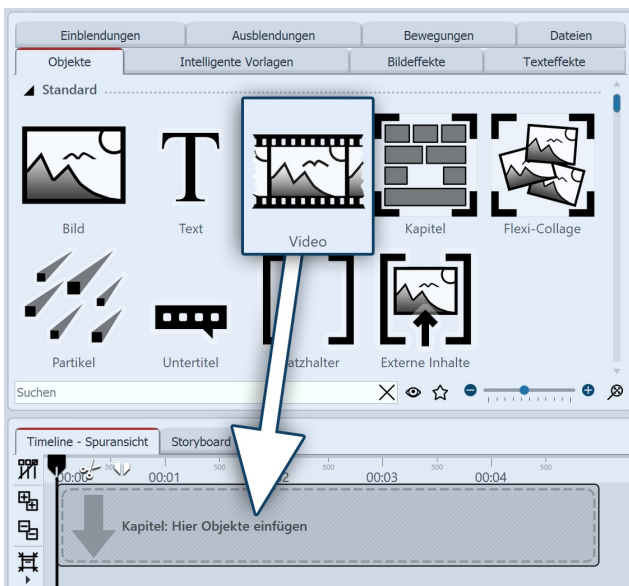 Einblendungen Ausblendungen Bewegungen Dateien
Objekte Intelligente Vorlagen Bildeffekte Texteffekte
Standard
Bild Text Video Kapitel Flexi-Collage
Partikel Untertitel atzhalter Externe Inhalte
Suchen
Timeline - Spuransicht Storyboard
500 500 500 500 500
00:00 00:01 2 00:03 00:04
Kapitel: Hier Objekte einfügen